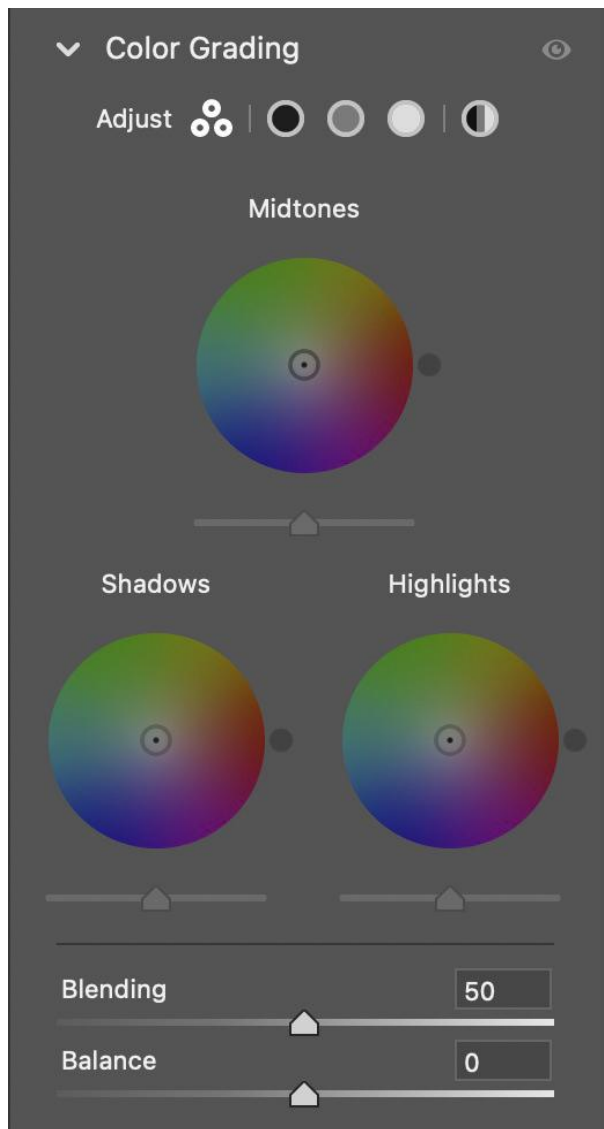 Color Grading
Adjust
Midtones
Shadows Highlights
Blending 50
Balance 0